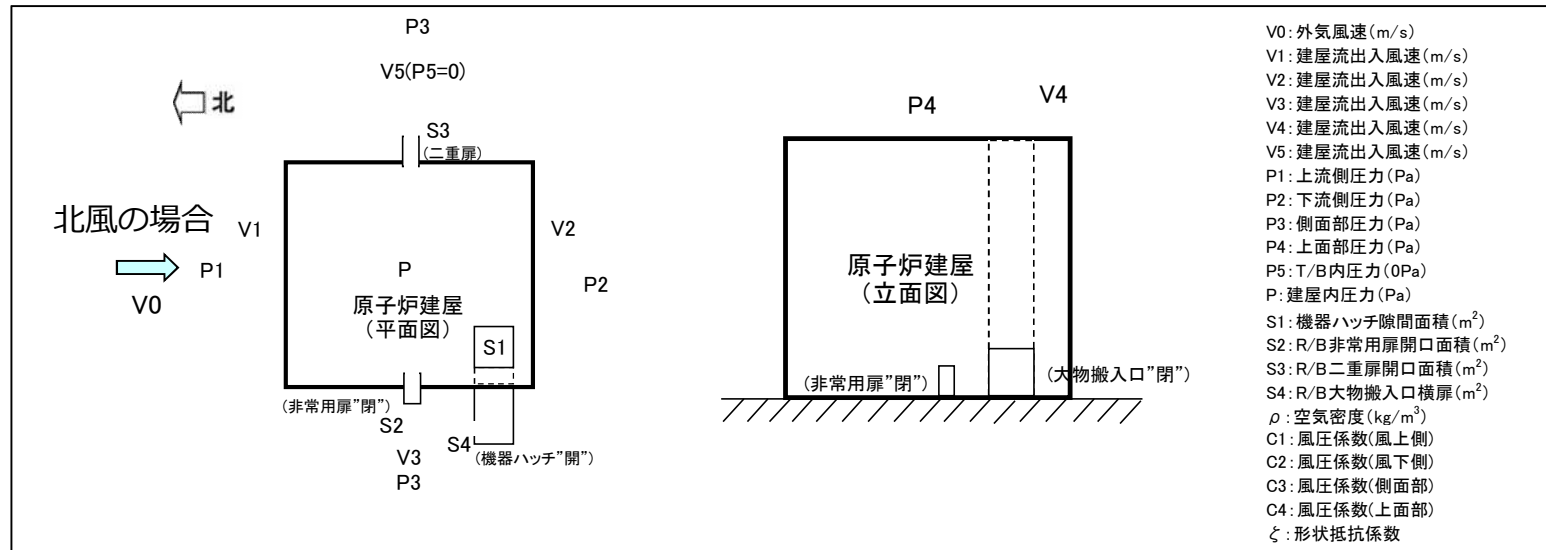 P3
V5(P5=0)
北
S3
(二重扉)
北風の場合
V1
V2
P1
P
P2
V0
原子炉建屋
(平面図)
S1
(非常用扉”閉”)
S2
S4
(機器ハッチ”開”)
V3
P3
P4
V4
原子炉建屋
(立面図)
(非常用扉”閉”)
(大物搬入口”閉”)
V0:外気風速(m/s)
V1:建屋流出入風速(m/s)
V2:建屋流出入風速(m/s)
V3:建屋流出入風速(m/s)
V4:建屋流出入風速(m/s)
V5:建屋流出入風速(m/s)
P1:上流側圧力(Pa)
P2:下流側圧力(Pa)
P3:側面部圧力(Pa)
P4:上面部圧力(Pa)
P5:T/B内圧力(0Pa)
P:建屋内圧力(Pa)
S1:機器ハッチ隙間面積(m²)
S2:R/B非常用扉開口面積(m²)
S3:R/B二重扉開口面積(m²)
S4:R/B大物搬入口横扉(m²)
ρ:空気密度(kg/m³)
C1:風圧係数(風上側)
C2:風圧係数(風下側)
C3:風圧係数(側面部)
C4:風圧係数(上面部)
ζ:形状抵抗係数